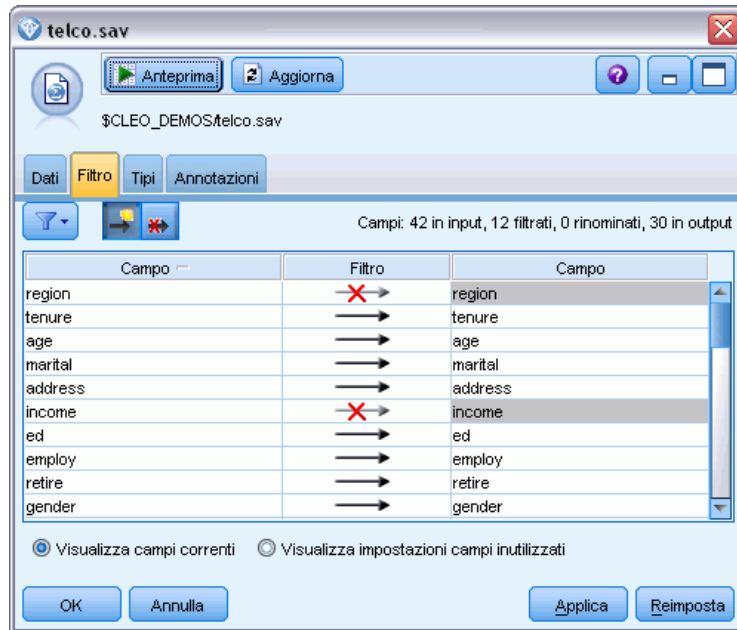 telco.sav
Anteprima
Aggiorna
$CLEO_DEMOS/telco.sav
Dati
Filtro
Tipi
Annotazioni
Campi: 42 in input, 12 filtrati, 0 rinominati, 30 in output
Campo Filtro Campo
region region
tenure tenure
age age
marital marital
address address
income income
ed ed
employ employ
retire retire
gender gender
Visualizza campi correnti Visualizza impostazioni campi inutilizzati
OK Annulla Applica Reimposta